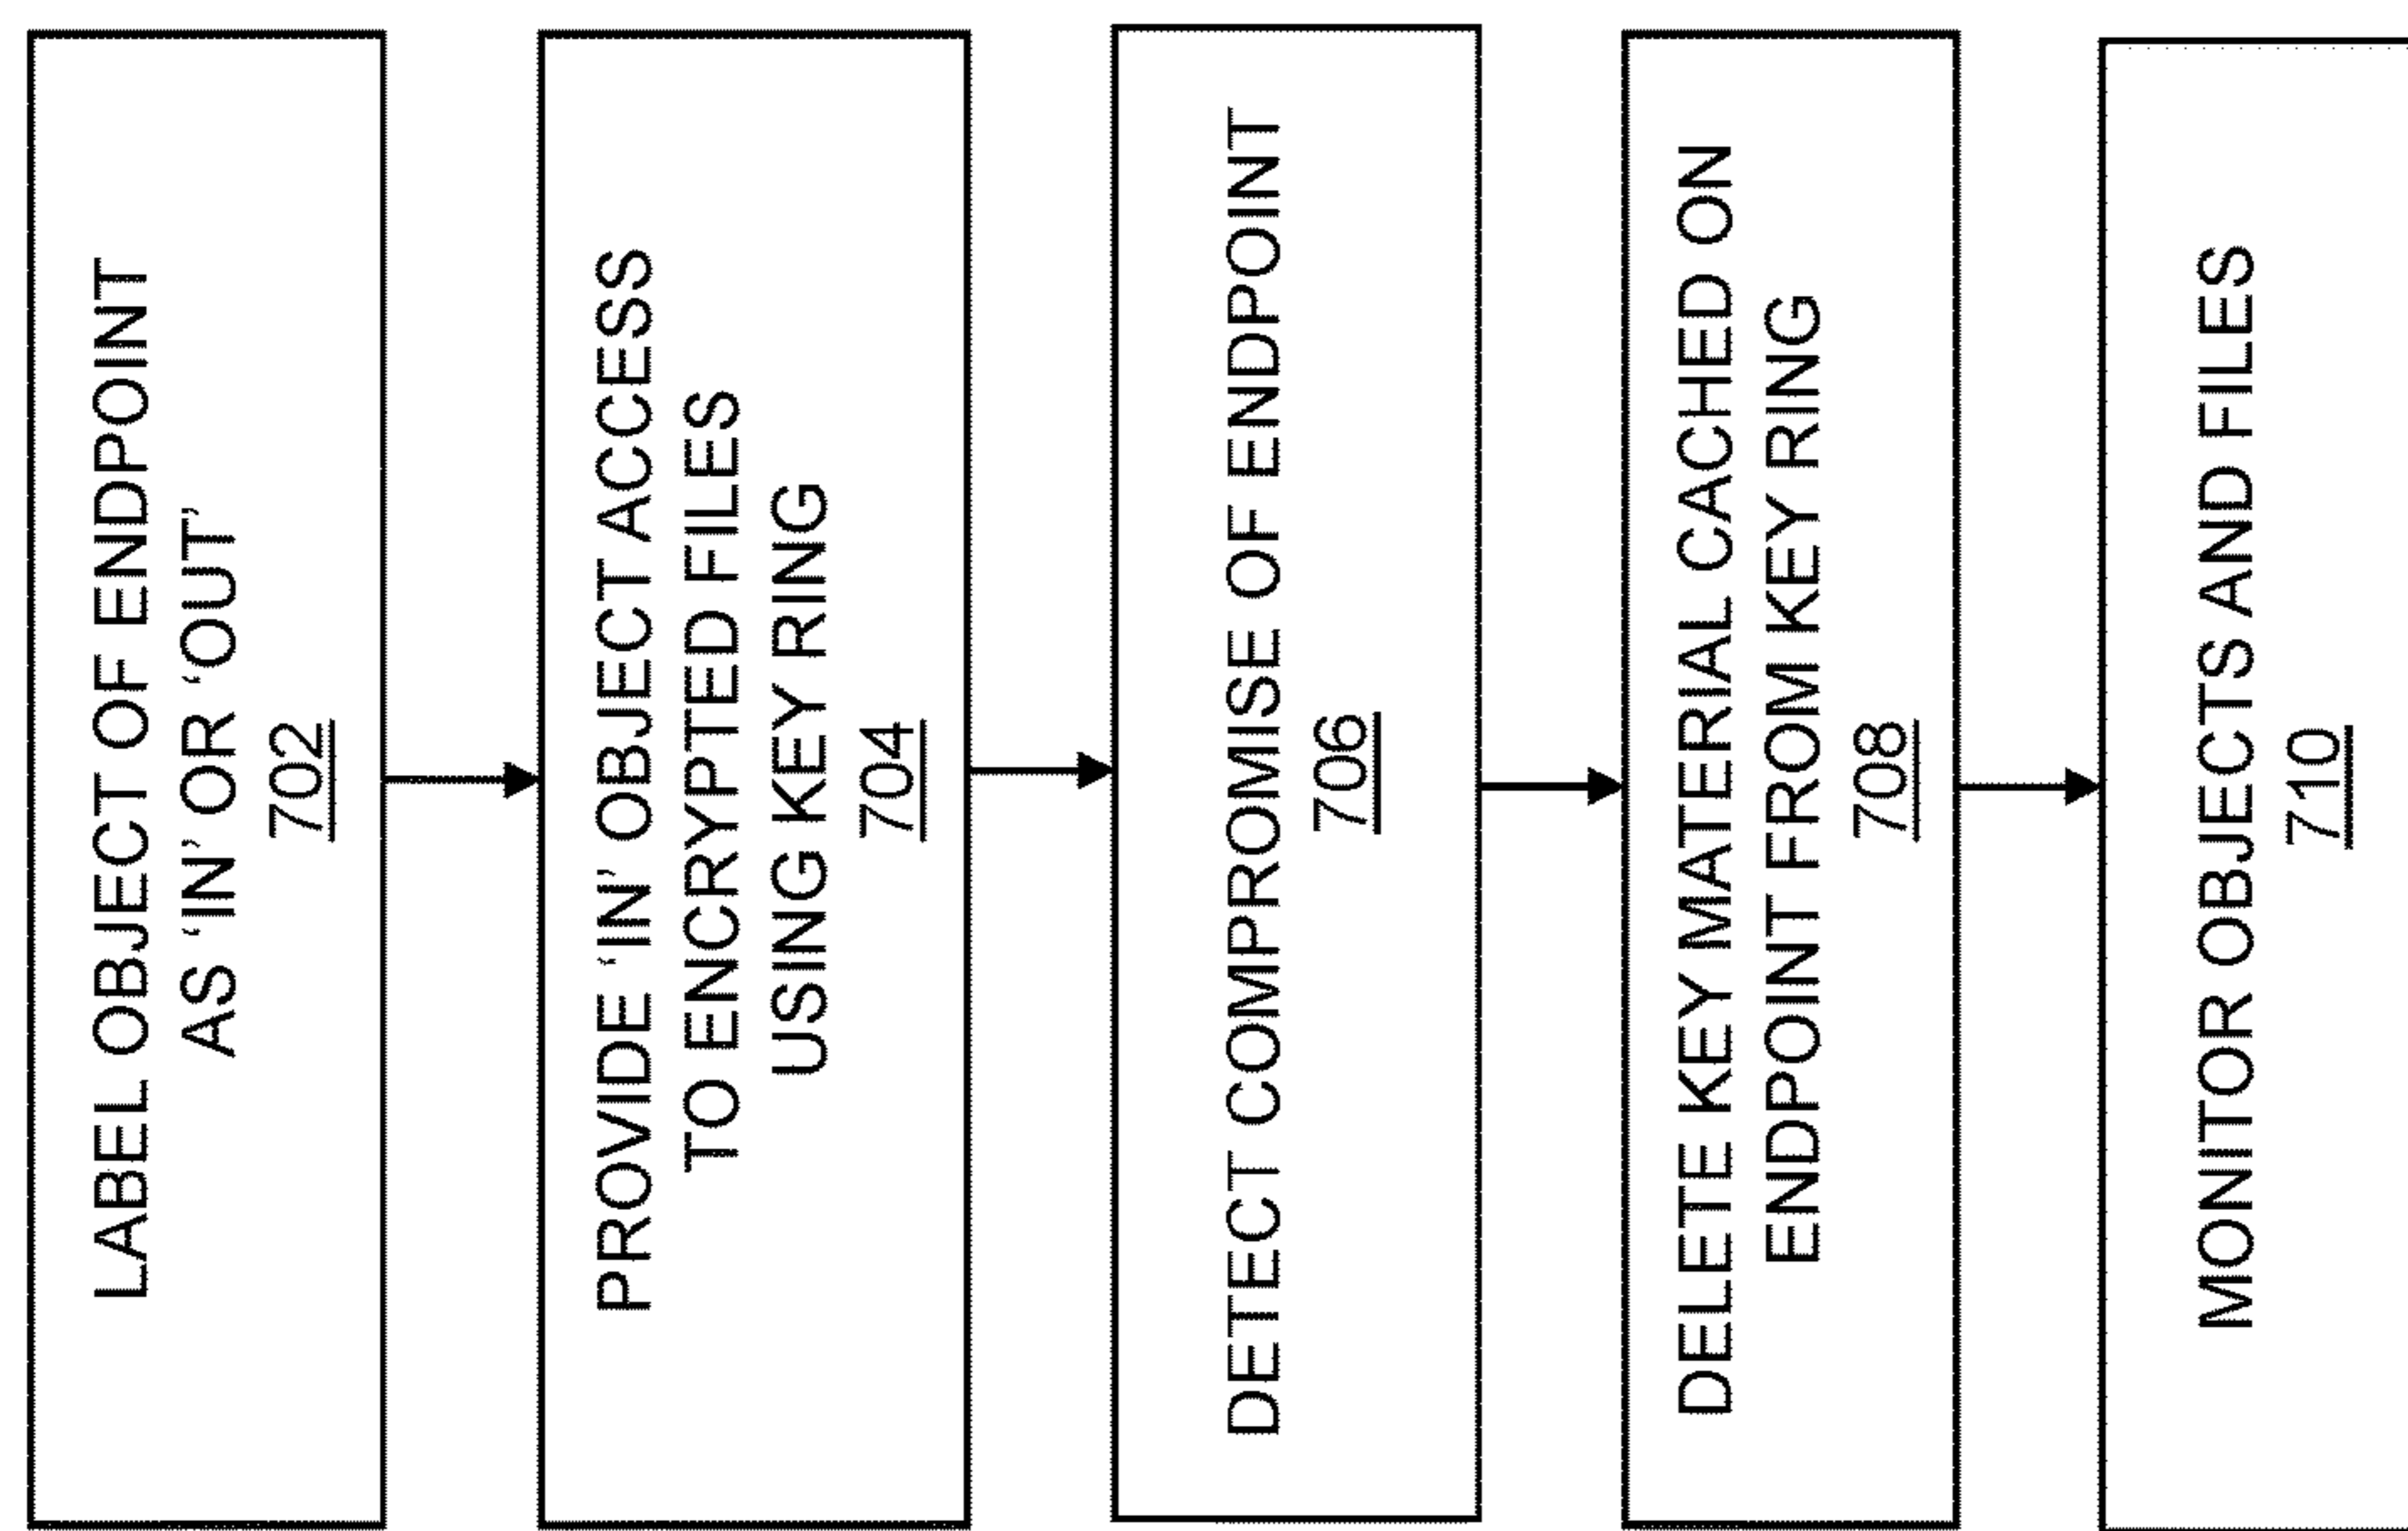 LABEL OBJECT OF ENDPOINT
AS ‘IN’ OR ‘OUT’
702
PROVIDE ‘IN’ OBJECT ACCESS
TO ENCRYPTED FILES
USING KEY RING
704
DETECT COMPROMISE OF ENDPOINT
706
DELETE KEY MATERIAL CACHED ON
ENDPOINT FROM KEY RING
708
MONITOR OBJECTS AND FILES
710